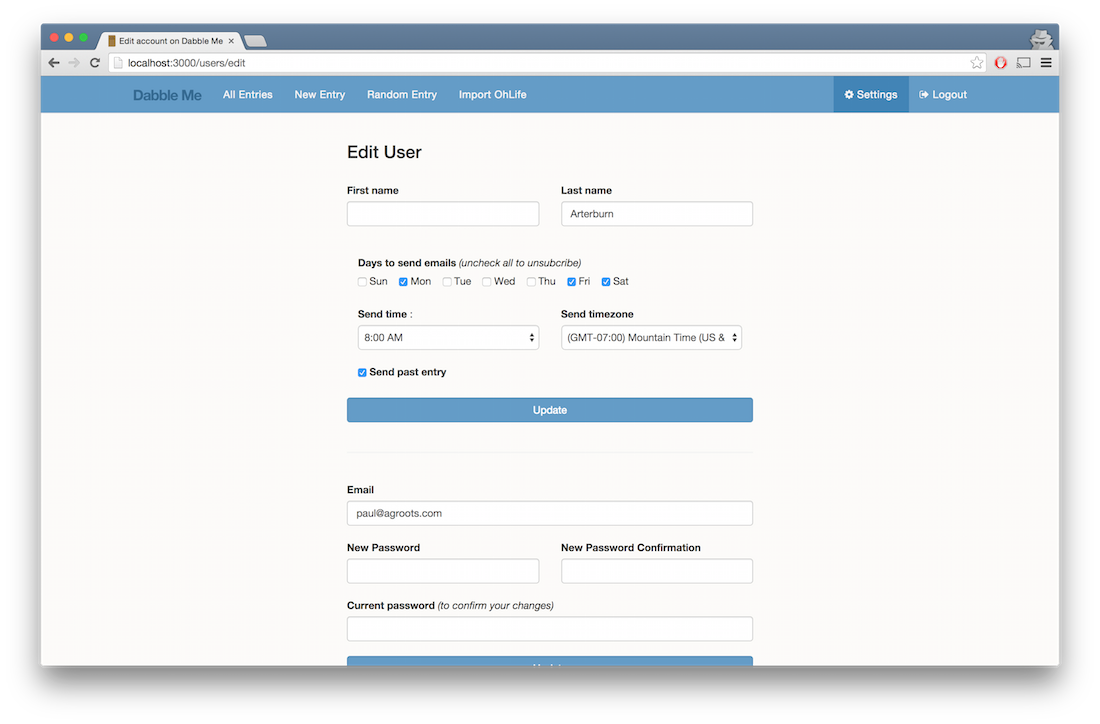 Edit account on Dabble Me
localhost:3000/users/edit
Dabble Me All Entries New Entry Random Entry Import OhLife Settings Logout
Edit User
First name Last name
Arterburn
Days to send emails (uncheck all to unsubcribe)
Sun Mon Tue Wed Thu Fri Sat
Send time : Send timezone
8:00 AM (GMT-07:00) Mountain Time (US &
Send past entry
Update
Email
paul@agroots.com
New Password New Password Confirmation
Current password (to confirm your changes)